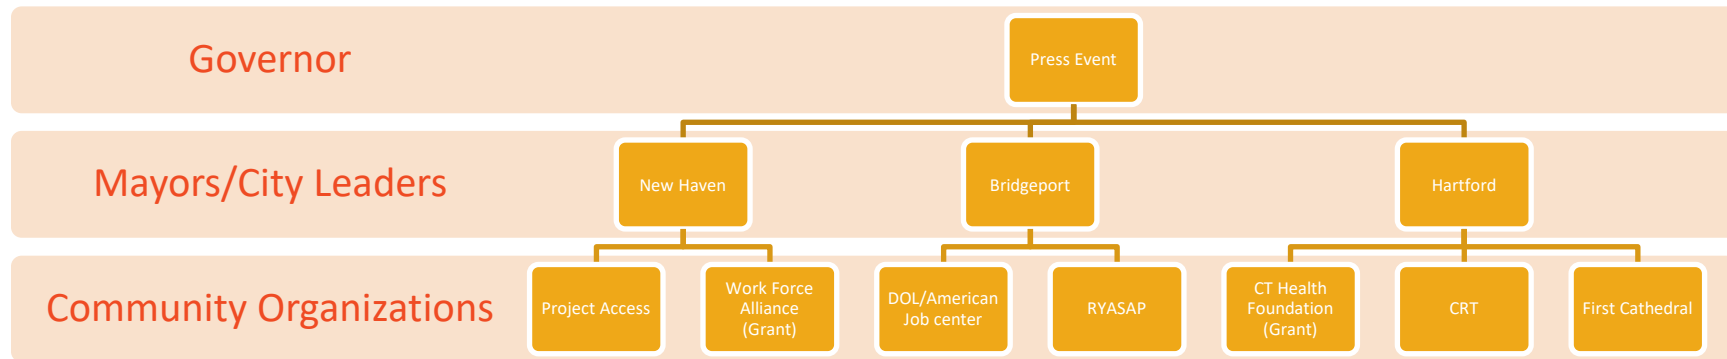 Governor
Press Event
Mayors/City Leaders
New Haven
Bridgeport
Hartford
Community Organizations
Project Access
Work Force
Alliance
(Grant)
DOL/American
Job center
RYASAP
CT Health
Foundation
(Grant)
CRT
First Cathedral